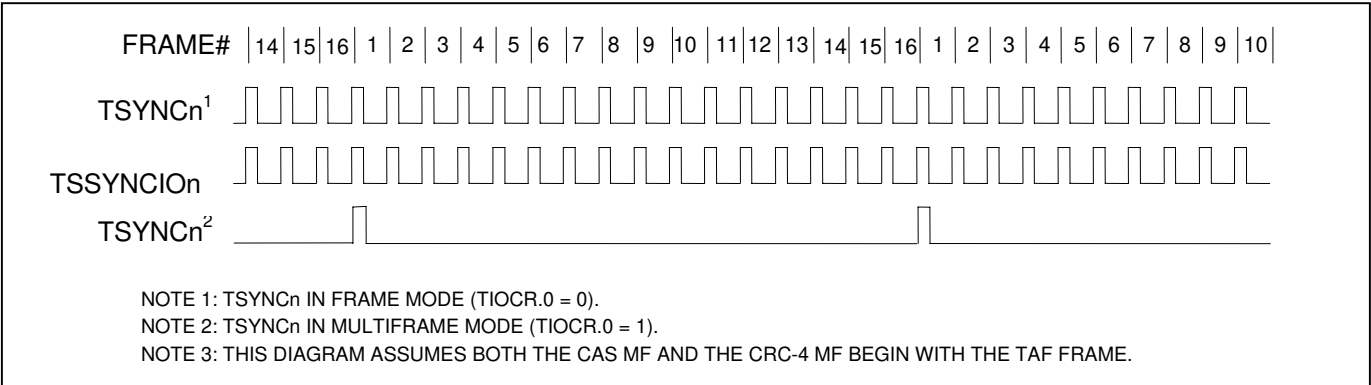 FRAME# 14 15 16 1 2 3 4 5 6 7 8 9 10 11 12 13 14 15 16 1 2 3 4 5 6 7 8 9 10
TSYNCn¹
TSSYNCIOn
TSYNCn²
NOTE 1: TSYNCn IN FRAME MODE (TIOCR.0 = 0).
NOTE 2: TSYNCn IN MULTIFRAME MODE (TIOCR.0 = 1).
NOTE 3: THIS DIAGRAM ASSUMES BOTH THE CAS MF AND THE CRC-4 MF BEGIN WITH THE TAF FRAME.